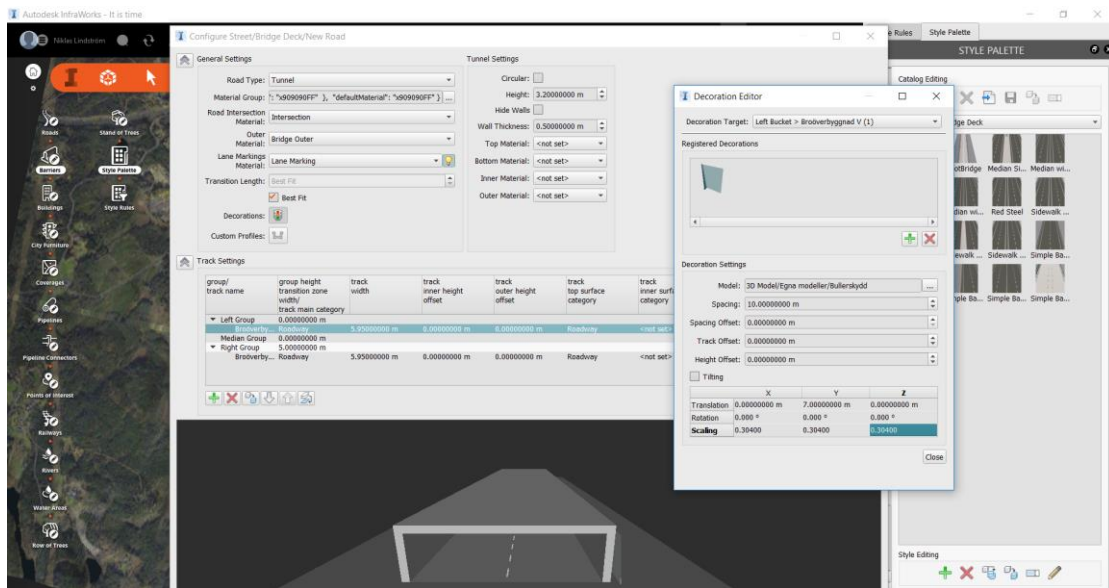 Autodesk InfraWorks - It is time
Niklas Lindström
Roads
Stand of Trees
Barriers
Style Palette
Buildings
Style Rules
City Furniture
Coverages
Pipelines
Pipeline Connectors
Points of Interest
Railways
Rivers
Water Areas
Row of Trees
Configure Street/Bridge Deck/New Road
General Settings
Road Type: Tunnel
Material Group: ': "x909090FF" }, "defaultMaterial": "x909090FF" } ...
Road Intersection Material: Intersection
Outer Material: Bridge Outer
Lane Markings Material: Lane Marking
Transition Length: Best Fit
Best Fit
Decorations:
Custom Profiles:
Tunnel Settings
Circular:
Height: 3.20000000 m
Hide Walls
Wall Thickness: 0.50000000 m
Top Material: <not set>
Bottom Material: <not set>
Inner Material: <not set>
Outer Material: <not set>
Track Settings
group/
track name
group height
transition zone
width/
track main category
track
width
track
inner height
offset
track
outer height
offset
track
top surface
category
track
inner surf
category
Left Group 0.00000000 m
Brodverby... Roadway 5.95000000 m 0.00000000 m 0.00000000 m Roadway <not set>
Median Group 0.00000000 m
Right Group 5.00000000 m
Broöverby... Roadway 5.95000000 m 0.00000000 m 0.00000000 m Roadway <not set>
Decoration Editor
Decoration Target: Left Bucket > Broöverbyggnad V (1)
Registered Decorations
Decoration Settings
Model: 3D Model/Egna modeller/Bullerskydd ...
Spacing: 10.00000000 m
Spacing Offset: 0.00000000 m
Track Offset: 0.00000000 m
Height Offset: 0.00000000 m
Tilting
X Y Z
Translation 0.00000000 m 7.00000000 m 0.00000000 m
Rotation 0.000 ° 0.000 ° 0.000 °
Scaling 0.30400 0.30400 0.30400
Close
e Rules Style Palette
STYLE PALETTE
Catalog Editing
ge Deck
otBridge Median Si... Median wi...
dian wi... Red Steel Sidewalk ...
ewalk ... Sidewalk ... Simple Ba...
ple Ba... Simple Ba... Simple Ba...
Style Editing